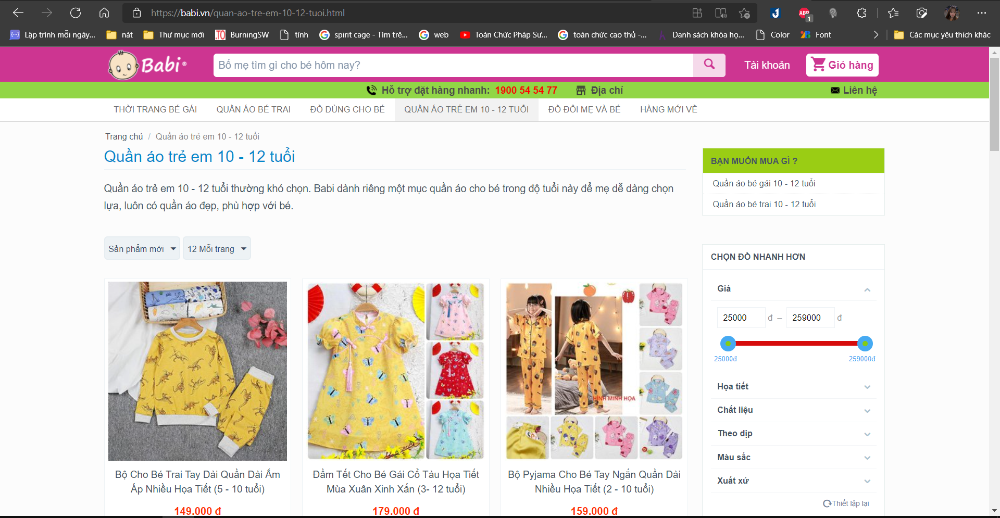 https://babi.vn/quan-ao-tre-em-10-12-tuoi.html
ABP
1
Lập trình mỗi ngày...
nát
Thư mục mới
.TO
BurningSW
tính
spirit cage - Tìm trê...
web
Toàn Chức Pháp Sư...
toàn chức cao thủ -...
Danh sách khóa họ...
Color
Font
Các mục yêu thích khác
Babi®
Bố mẹ tìm gì cho bé hôm nay?
Tài khoản
Giỏ hàng
Hỗ trợ đặt hàng nhanh: 1900 54 54 77
Địa chỉ
Liên hệ
THỜI TRANG BÉ GÁI
QUẦN ÁO BÉ TRAI
ĐỒ DÙNG CHO BÉ
QUẦN ÁO TRẺ EM 10 - 12 TUỔI
ĐỒ ĐÔI MẸ VÀ BÉ
HÀNG MỚI VỀ
Trang chủ / Quần áo trẻ em 10 - 12 tuổi
Quần áo trẻ em 10 - 12 tuổi
Quần áo trẻ em 10 - 12 tuổi thường khó chọn. Babi dành riêng một mục quần áo cho bé trong độ tuổi này để mẹ dễ dàng chọn
lựa, luôn có quần áo đẹp, phù hợp với bé.
Sản phẩm mới
12 Mỗi trang
HÌNH MINH HỌA
Bộ Cho Bé Trai Tay Dài Quần Dài Ấm
Áp Nhiều Họa Tiết (5 - 10 tuổi)
149.000 đ
Đầm Tết Cho Bé Gái Cổ Tàu Họa Tiết
Mùa Xuân Xinh Xắn (3- 12 tuổi)
179.000 đ
Bộ Pyjama Cho Bé Tay Ngắn Quần Dài
Nhiều Họa Tiết (2 - 10 tuổi)
159.000 đ
BẠN MUỐN MUA GÌ ?
Quần áo bé gái 10 - 12 tuổi
Quần áo bé trai 10 - 12 tuổi
CHỌN ĐỒ NHANH HƠN
Giá
25000 đ – 259000 đ
25000đ
259000đ
Họa tiết
Chất liệu
Theo dịp
Màu sắc
Xuất xứ
Thiết lập lại